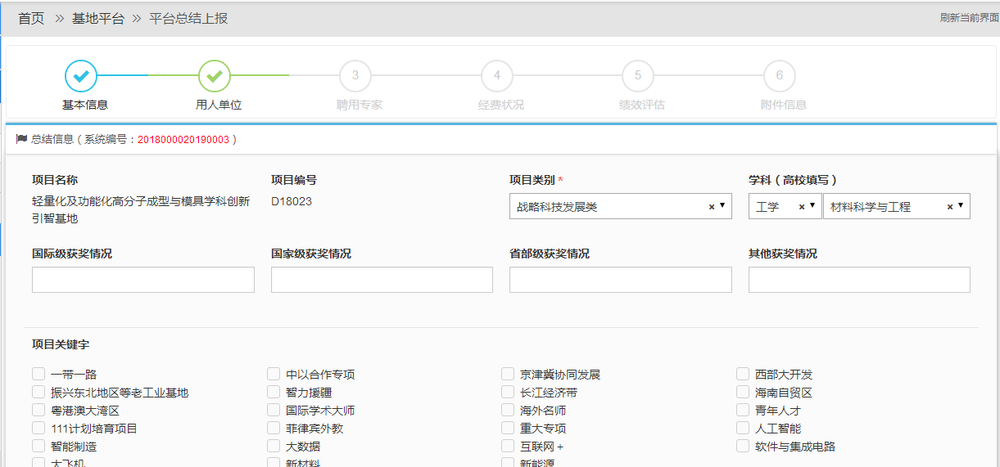 首页 » 基地平台 » 平台总结上报
刷新当前界面
3 4 5 6
基本信息 用人单位 聘用专家 经费状况 绩效评估 附件信息
总结信息（系统编号：2018000020190003）
项目名称 项目编号 项目类别 * 学科（高校填写）
轻量化及功能化高分子成型与模具学科创新
引智基地
D18023
战略科技发展类 × ▼ 工学 × ▼ 材料科学与工程 × ▼
国际级获奖情况 国家级获奖情况 省部级获奖情况 其他获奖情况
项目关键字
一带一路 中以合作专项 京津冀协同发展 西部大开发
振兴东北地区等老工业基地 智力援疆 长江经济带 海南自贸区
粤港澳大湾区 国际学术大师 海外名师 青年人才
111计划培育项目 菲律宾外教 重大专项 人工智能
智能制造 大数据 互联网＋ 软件与集成电路
大飞机 新材料 新能源